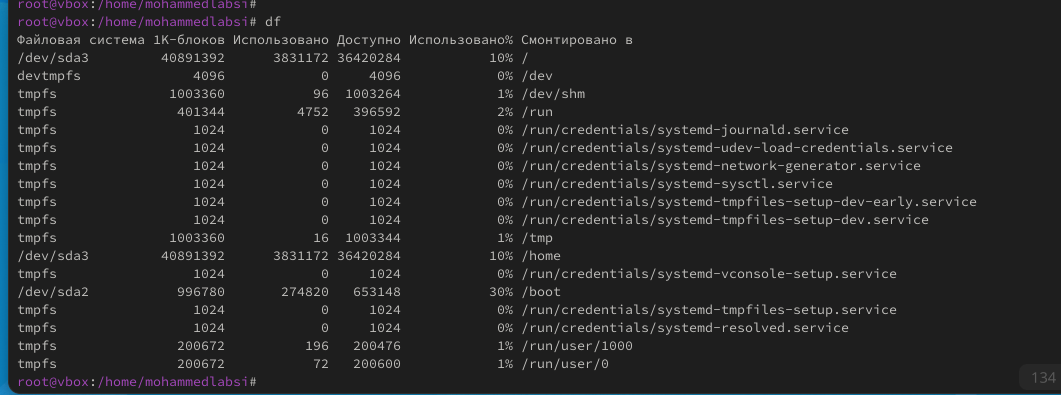 root@vbox:/home/mohammedlabsi#
root@vbox:/home/mohammedlabsi# df
Файловая система 1K-блоков Использовано Доступно Использовано% Смонтировано в
/dev/sda3         40891392      3831172 36420284           10% /
devtmpfs              4096            0     4096            0% /dev
tmpfs              1003360           96  1003264            1% /dev/shm
tmpfs               401344         4752   396592            2% /run
tmpfs                 1024            0     1024            0% /run/credentials/systemd-journald.service
tmpfs                 1024            0     1024            0% /run/credentials/systemd-udev-load-credentials.service
tmpfs                 1024            0     1024            0% /run/credentials/systemd-network-generator.service
tmpfs                 1024            0     1024            0% /run/credentials/systemd-sysctl.service
tmpfs                 1024            0     1024            0% /run/credentials/systemd-tmpfiles-setup-dev-early.service
tmpfs                 1024            0     1024            0% /run/credentials/systemd-tmpfiles-setup-dev.service
tmpfs              1003360           16  1003344            1% /tmp
/dev/sda3         40891392      3831172 36420284           10% /home
tmpfs                 1024            0     1024            0% /run/credentials/systemd-vconsole-setup.service
/dev/sda2           996780       274820   653148           30% /boot
tmpfs                 1024            0     1024            0% /run/credentials/systemd-tmpfiles-setup.service
tmpfs                 1024            0     1024            0% /run/credentials/systemd-resolved.service
tmpfs               200672          196   200476            1% /run/user/1000
tmpfs               200672           72   200600            1% /run/user/0
root@vbox:/home/mohammedlabsi#
134